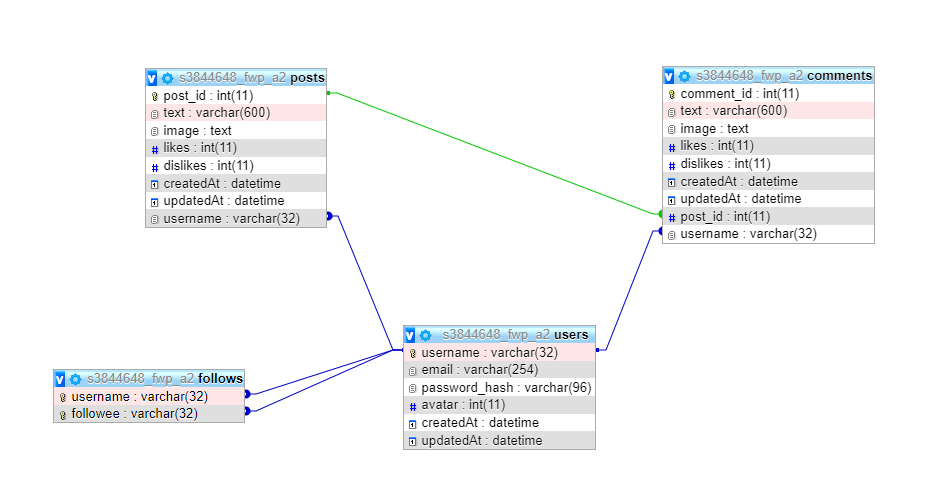 v s3844648_fwp_a2 posts
post_id : int(11)
text : varchar(600)
image : text
# likes : int(11)
# dislikes : int(11)
createdAt : datetime
updatedAt : datetime
username : varchar(32)
v s3844648_fwp_a2 comments
comment_id : int(11)
text : varchar(600)
image : text
# likes : int(11)
# dislikes : int(11)
createdAt : datetime
updatedAt : datetime
# post_id : int(11)
username : varchar(32)
v s3844648_fwp_a2 follows
username : varchar(32)
followee : varchar(32)
v s3844648_fwp_a2 users
username : varchar(32)
email : varchar(254)
password_hash : varchar(96)
# avatar : int(11)
createdAt : datetime
updatedAt : datetime